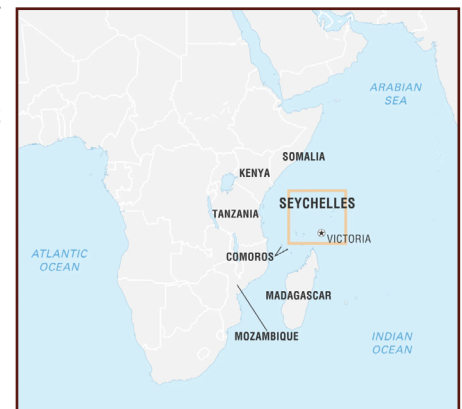 ARABIAN
SEA
SOMALIA
KENYA
SEYCHELLES
TANZANIA
VICTORIA
ATLANTIC
OCEAN
COMOROS
MADAGASCAR
MOZAMBIQUE
INDIAN
OCEAN